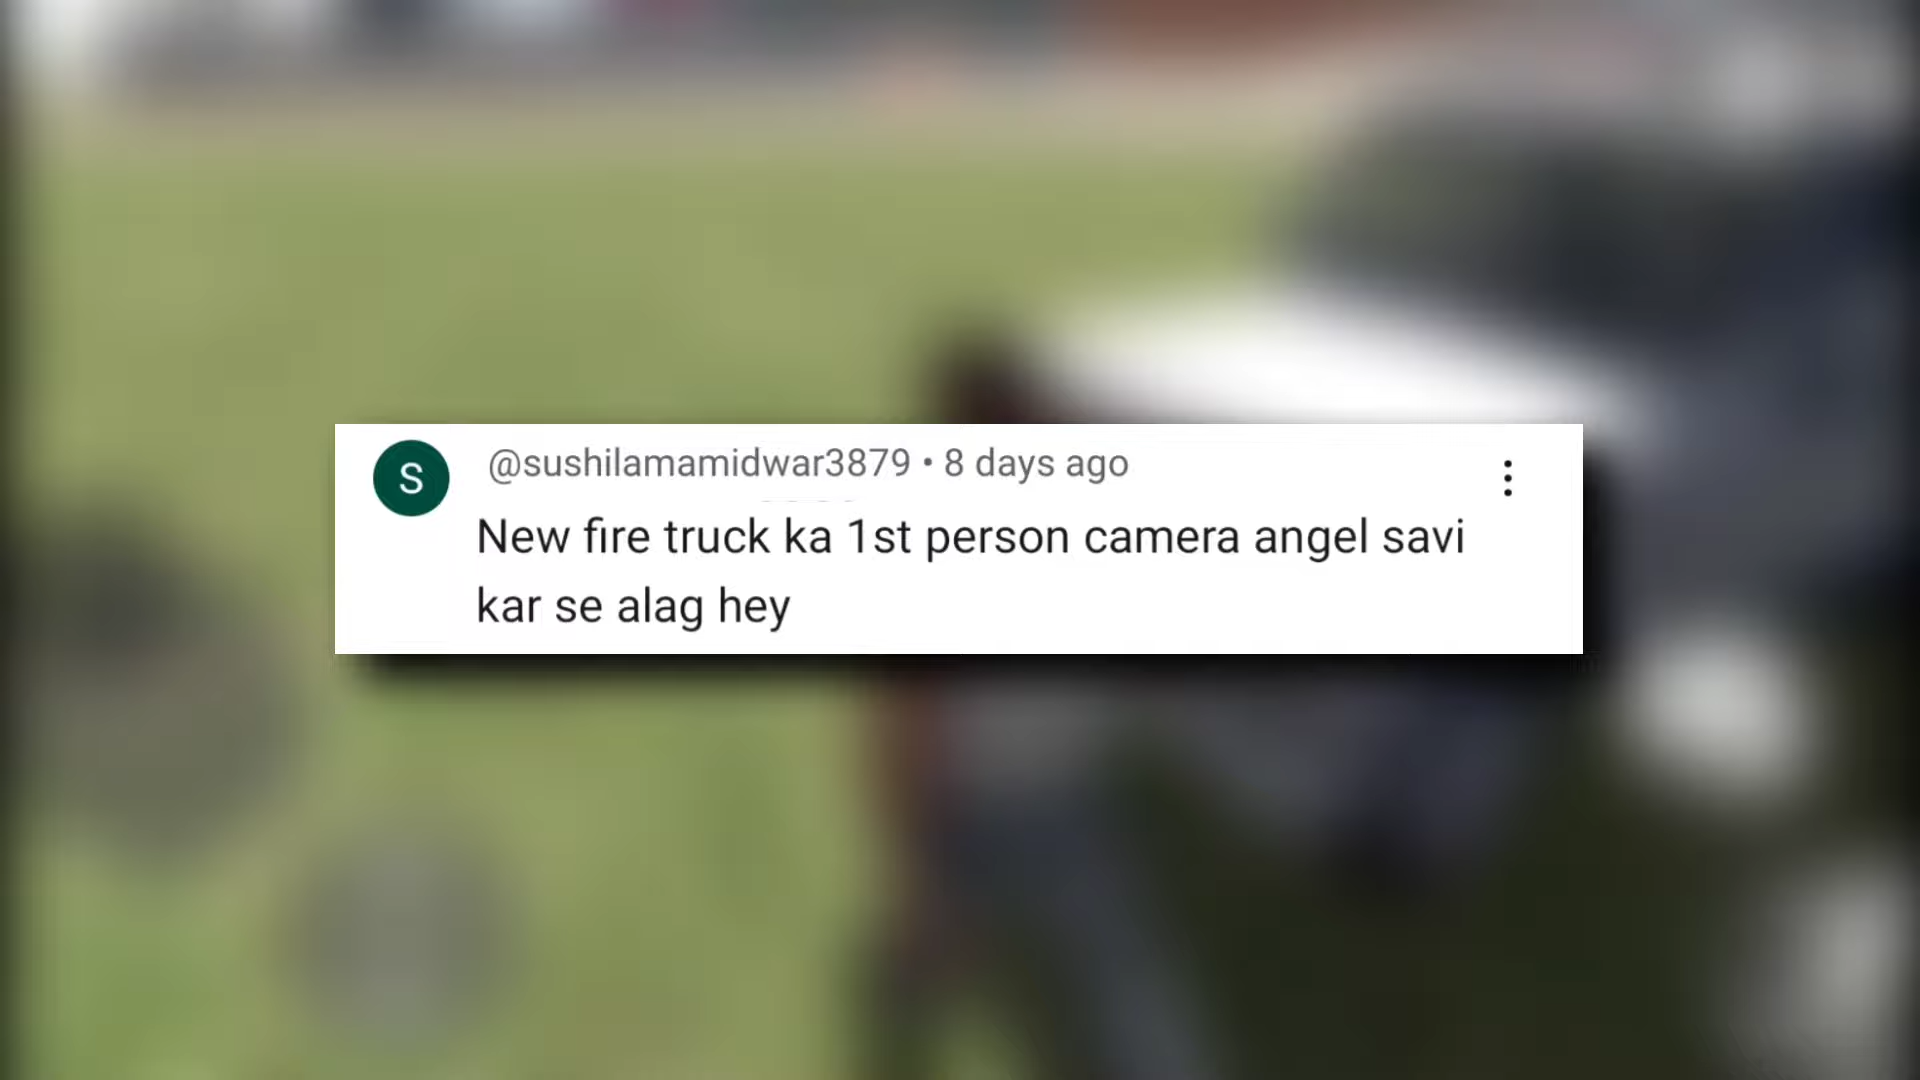 S
@sushilamamidwar3879 • 8 days ago
New fire truck ka 1st person camera angel savi
kar se alag hey